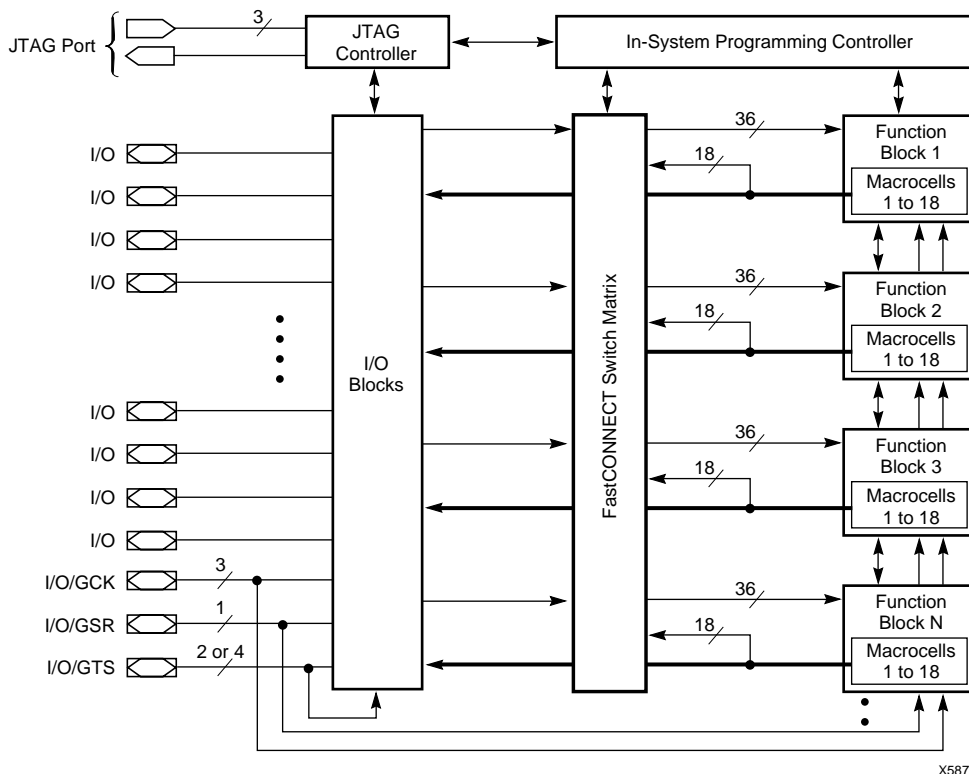 JTAG Port
3
JTAG
Controller
In-System Programming Controller
I/O
I/O
I/O
I/O
I/O
I/O
I/O
I/O
I/O/GCK
3
I/O/GSR
1
I/O/GTS
2 or 4
I/O
Blocks
FastCONNECT Switch Matrix
36
18
Function
Block 1
Macrocells
1 to 18
36
18
Function
Block 2
Macrocells
1 to 18
36
18
Function
Block 3
Macrocells
1 to 18
36
18
Function
Block N
Macrocells
1 to 18
X587